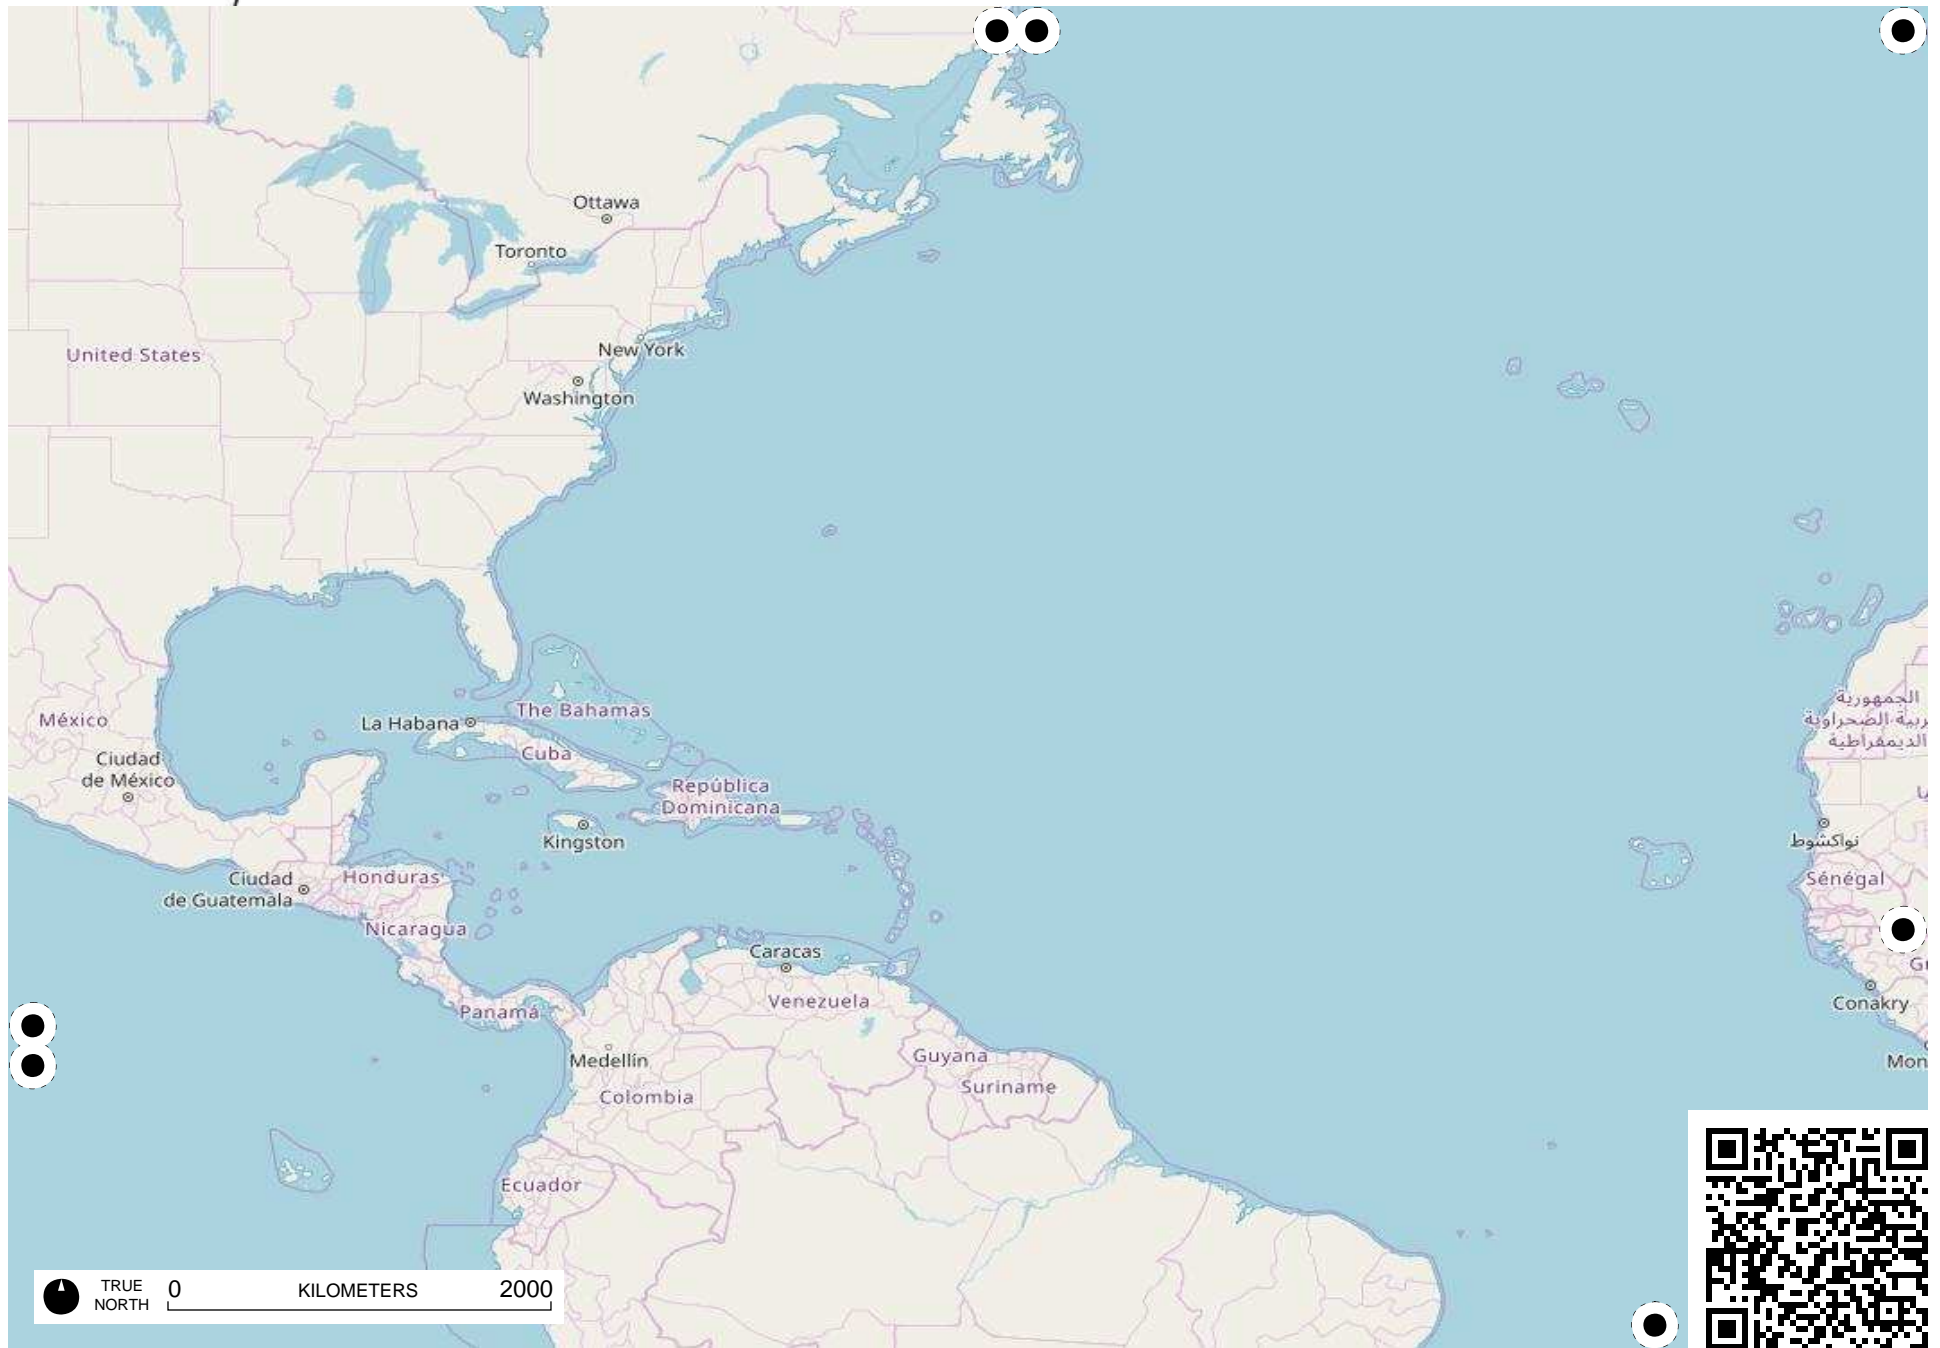 Ottawa
Toronto
New York
United States
Washington
México
La Habana
The Bahamas
Cuba
Ciudad
de México
República
Dominicana
Kingston
Ciudad
de Guatemala
Honduras
Nicaragua
Caracas
Venezuela
Panamá
Medellín
Colombia
Guyana
Suriname
Ecuador
الجمهورية
الديمقراطية
نواكشوط
Sénégal
Conakry
TRUE
NORTH
0 KILOMETERS 2000